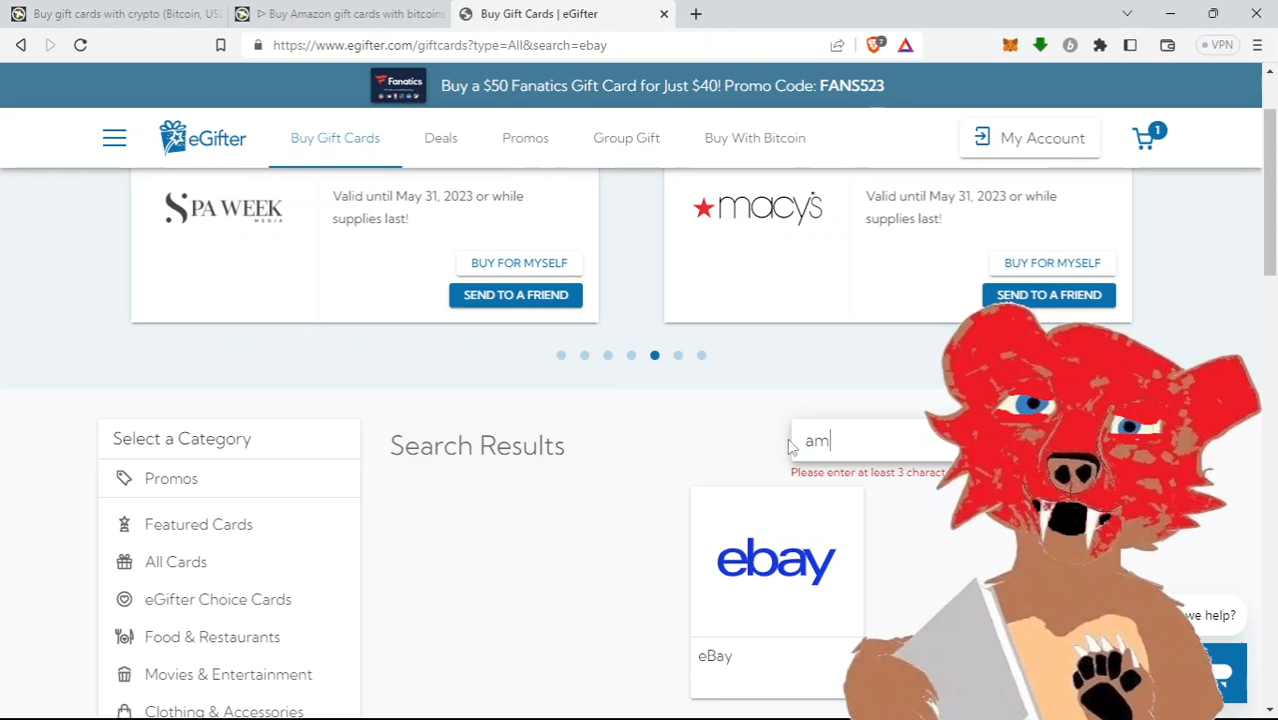 Buy gift cards with crypto (Bitcoin, USD
Buy Amazon gift cards with bitcoins
Buy Gift Cards | eGifter
https://www.egifter.com/giftcards?type=All&search=ebay
7
VPN
Fanatics
Buy a $50 Fanatics Gift Card for Just $40! Promo Code: FANS523
eGifter
Buy Gift Cards
Deals
Promos
Group Gift
Buy With Bitcoin
My Account
1
SPA WEEK
MEDIA
Valid until May 31, 2023 or while
supplies last!
BUY FOR MYSELF
SEND TO A FRIEND
macy's
Valid until May 31, 2023 or while
supplies last!
BUY FOR MYSELF
SEND TO A FRIEND
Select a Category
Promos
Featured Cards
All Cards
eGifter Choice Cards
Food & Restaurants
Movies & Entertainment
Clothing & Accessories
Search Results
am
Please enter at least 3 charact
ebay
eBay
we help?